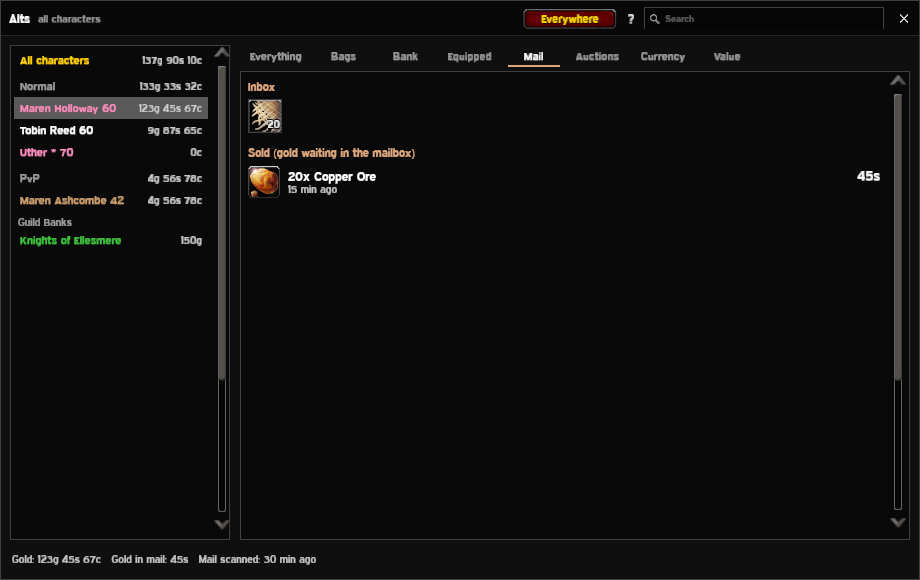 Alts all characters
Everywhere
?
Search
All characters 137g 90s 10c
Normal 133g 33s 32c
Maren Holloway 60 123g 45s 67c
Tobin Reed 60 9g 87s 65c
Uther * 70 0c
PvP 4g 56s 78c
Maren Ashcombe 42 4g 56s 78c
Guild Banks
Knights of Ellesmere 150g
Everything Bags Bank Equipped Mail Auctions Currency Value
Inbox
20
Sold (gold waiting in the mailbox)
20x Copper Ore 45s
15 min ago
Gold: 123g 45s 67c Gold in mail: 45s Mail scanned: 30 min ago